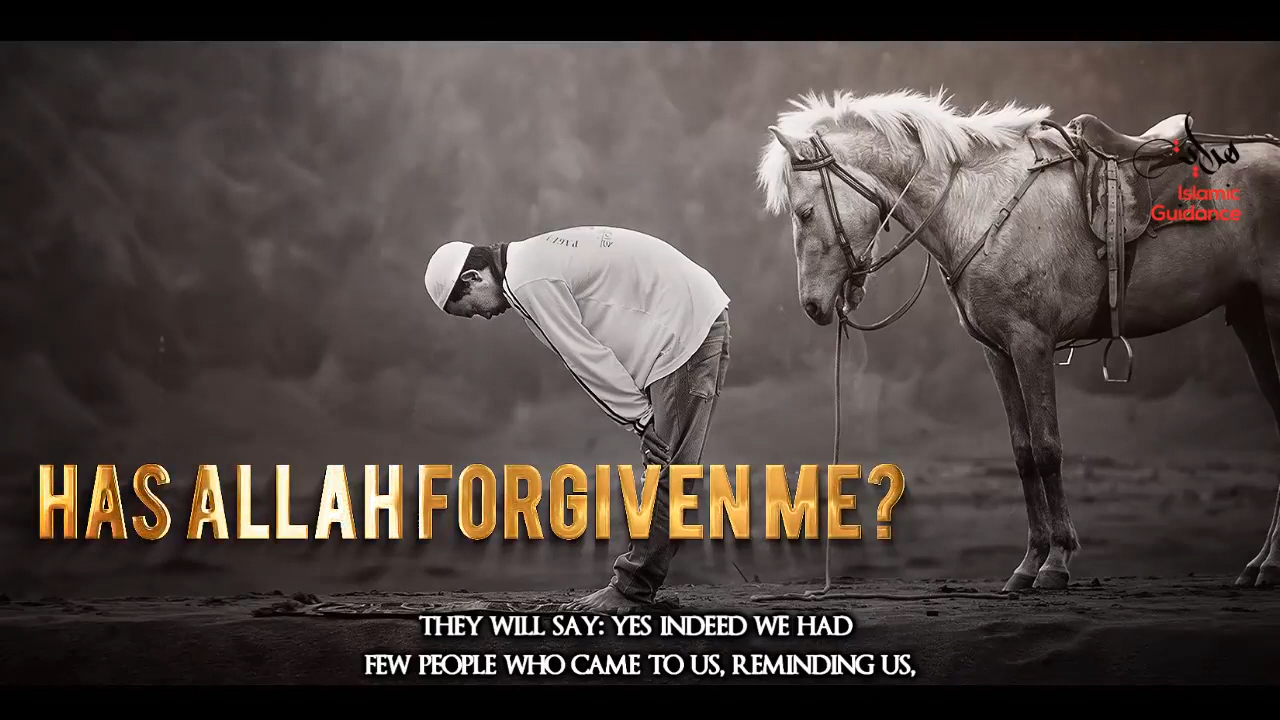 هداية
Islamic
Guidance
HAS ALLAH FORGIVEN ME?
THEY WILL SAY: YES INDEED WE HAD
FEW PEOPLE WHO CAME TO US, REMINDING US,